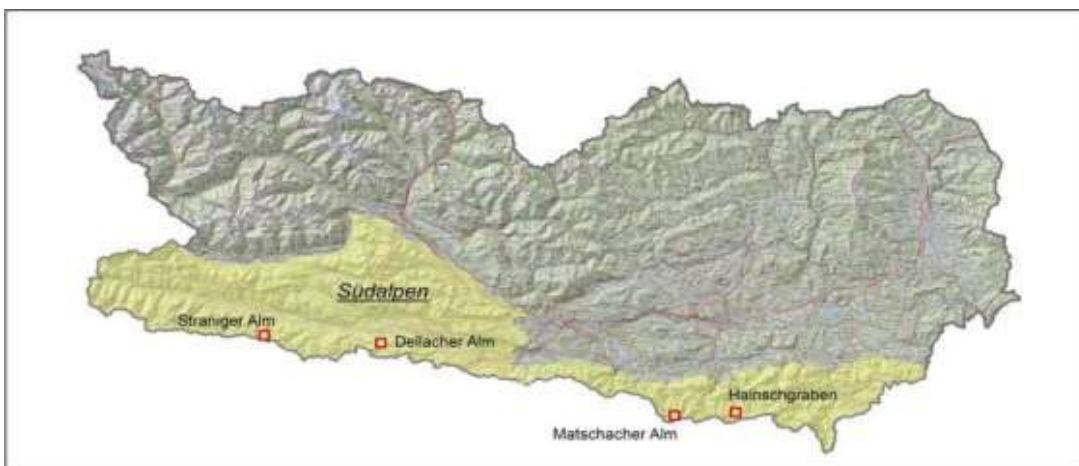 Südalpen
Straniger Alm
Dellacher Alm
Hainschgraben
Matschacher Alm